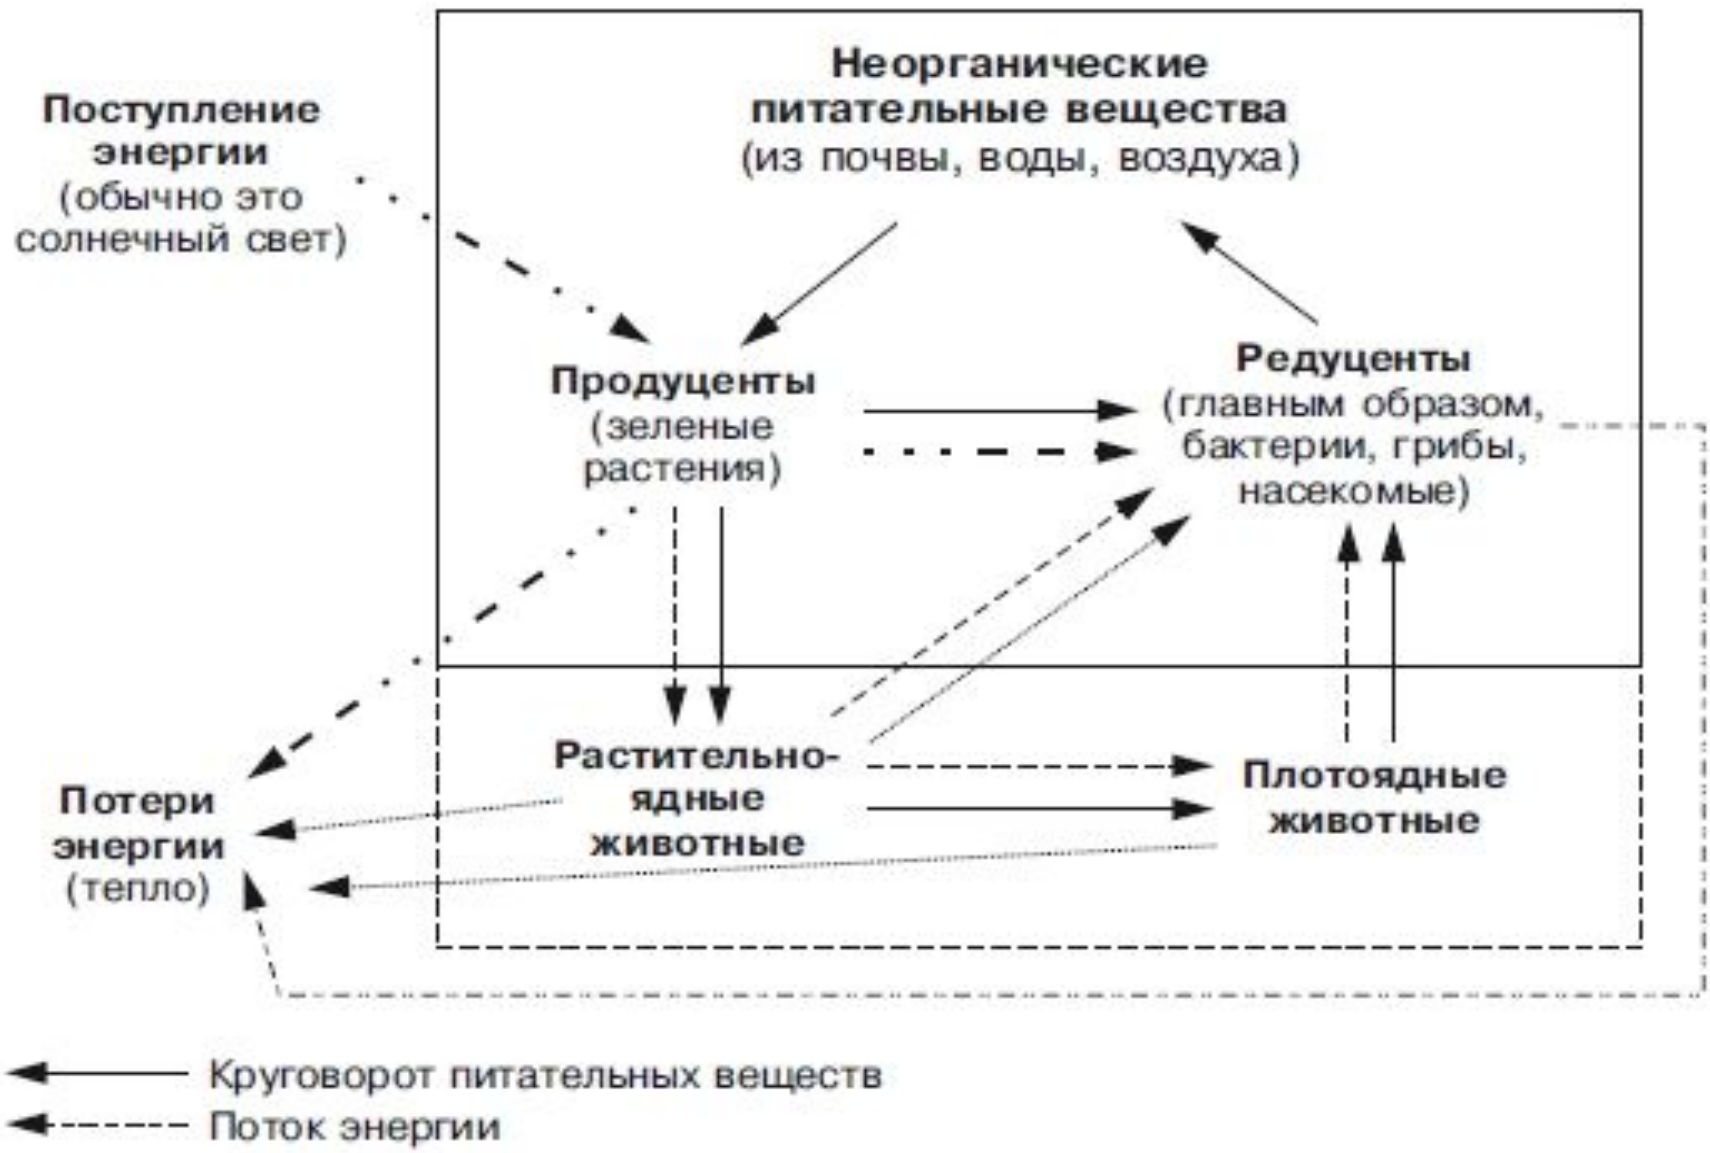 Неорганические
питательные вещества
(из почвы, воды, воздуха)
Поступление
энергии
(обычно это
солнечный свет)
Продуценты
(зеленые
растения)
Редуценты
(главным образом,
бактерии, грибы,
насекомые)
Растительно-
ядные
животные
Плотоядные
животные
Потери
энергии
(тепло)
Круговорот питательных веществ
Поток энергии